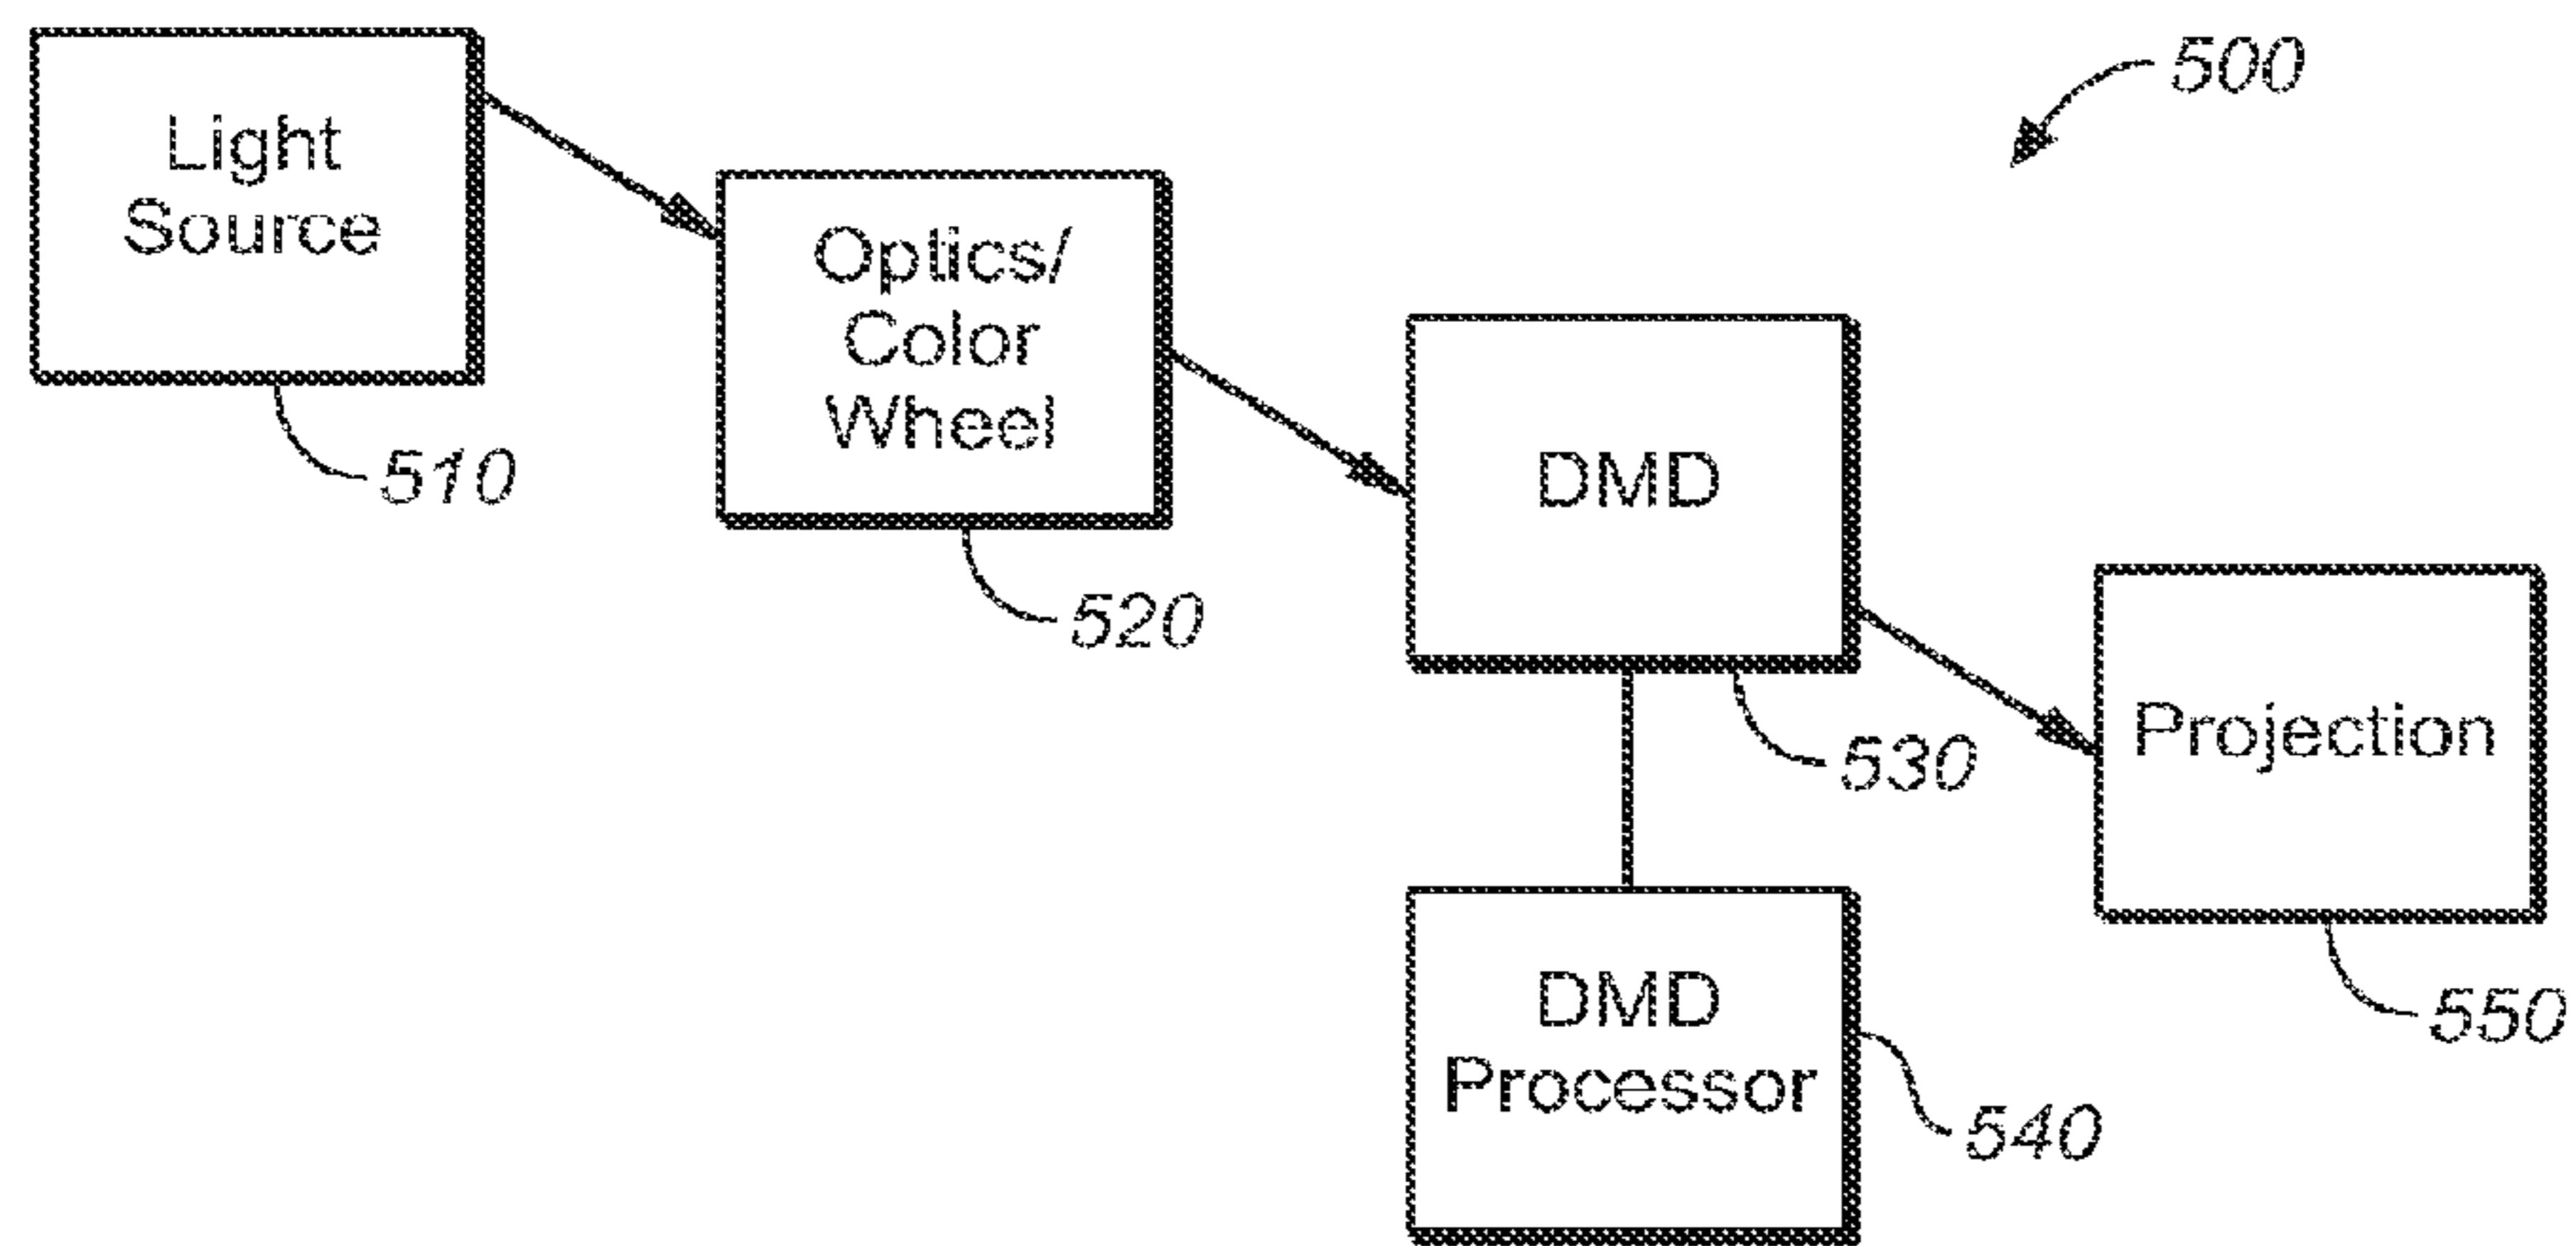 500
Light
Source
510
Optics/
Color
Wheel
520
DMD
530
Projection
550
DMD
Processor
540